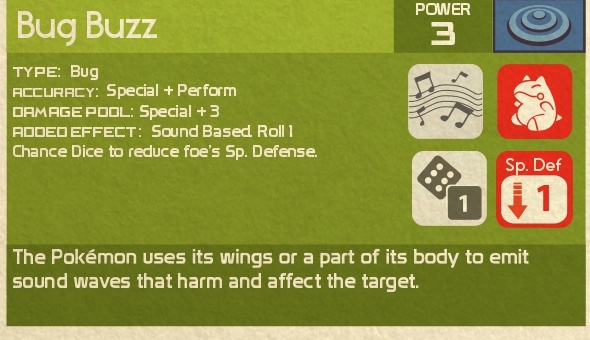 Bug Buzz
POWER
3
TYPE: Bug
ACCURACY: Special + Perform
DAMAGE POOL: Special + 3
ADDED EFFECT: Sound Based. Roll 1
Chance Dice to reduce foe's Sp. Defense.
1
Sp. Def
1
The Pokémon uses its wings or a part of its body to emit
sound waves that harm and affect the target.